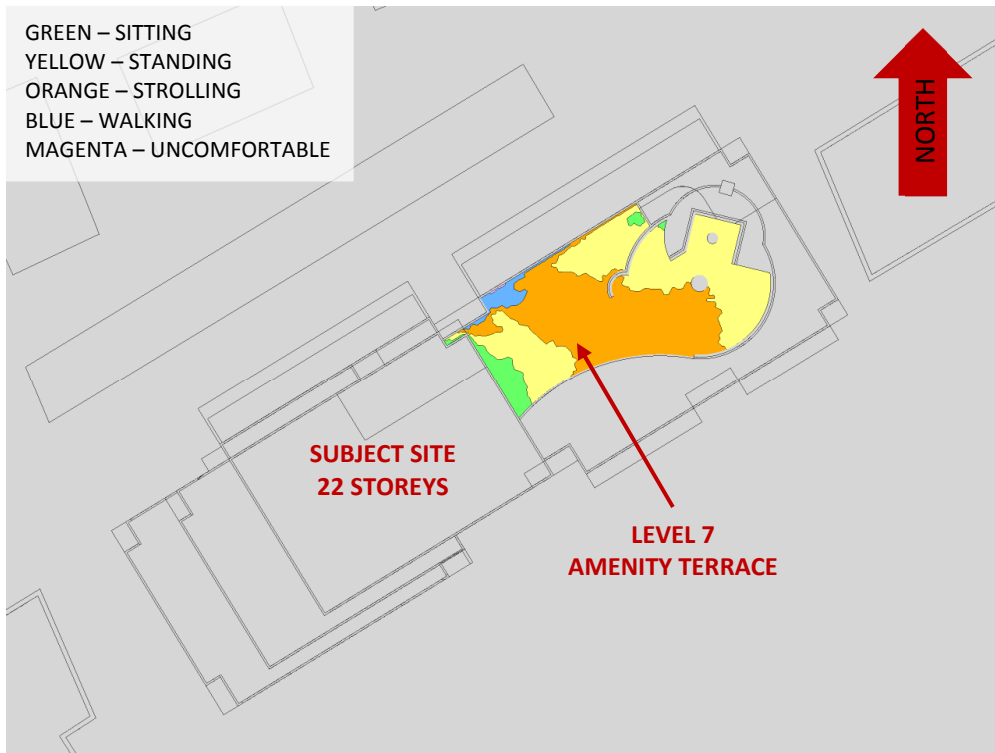 GREEN – SITTING
YELLOW – STANDING
ORANGE – STROLLING
BLUE – WALKING
MAGENTA – UNCOMFORTABLE
NORTH
SUBJECT SITE
22 STOREYS
LEVEL 7
AMENITY TERRACE